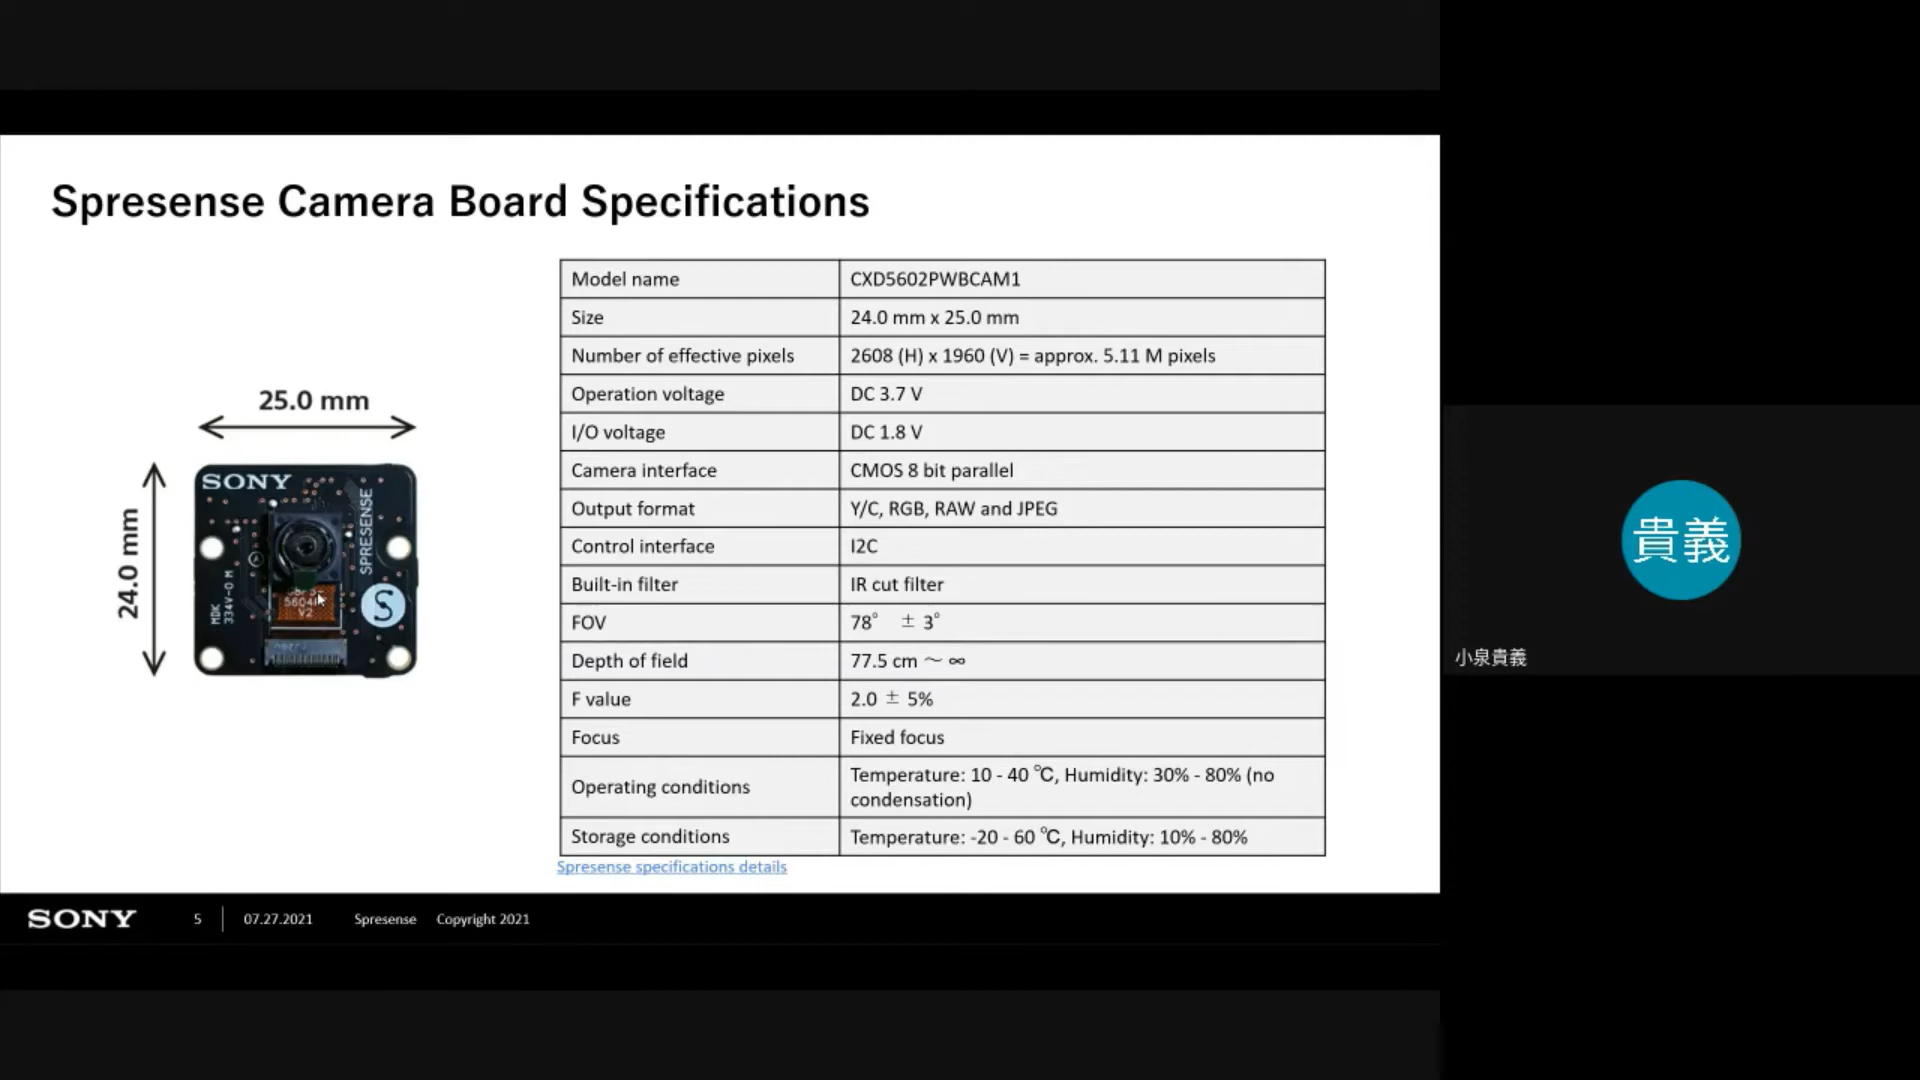 Spresense Camera Board Specifications
25.0 mm
24.0 mm
SONY
SPRESENSE
MDK
334V-0 M
V2
Model name CXD5602PWBCAM1
Size 24.0 mm x 25.0 mm
Number of effective pixels 2608 (H) x 1960 (V) = approx. 5.11 M pixels
Operation voltage DC 3.7 V
I/O voltage DC 1.8 V
Camera interface CMOS 8 bit parallel
Output format Y/C, RGB, RAW and JPEG
Control interface I2C
Built-in filter IR cut filter
FOV 78° ± 3°
Depth of field 77.5 cm ～ ∞
F value 2.0 ± 5%
Focus Fixed focus
Operating conditions Temperature: 10 - 40 ℃, Humidity: 30% - 80% (no
condensation)
Storage conditions Temperature: -20 - 60 ℃, Humidity: 10% - 80%
Spresense specifications details
SONY 5 07.27.2021 Spresense Copyright 2021
貴義
小泉貴義